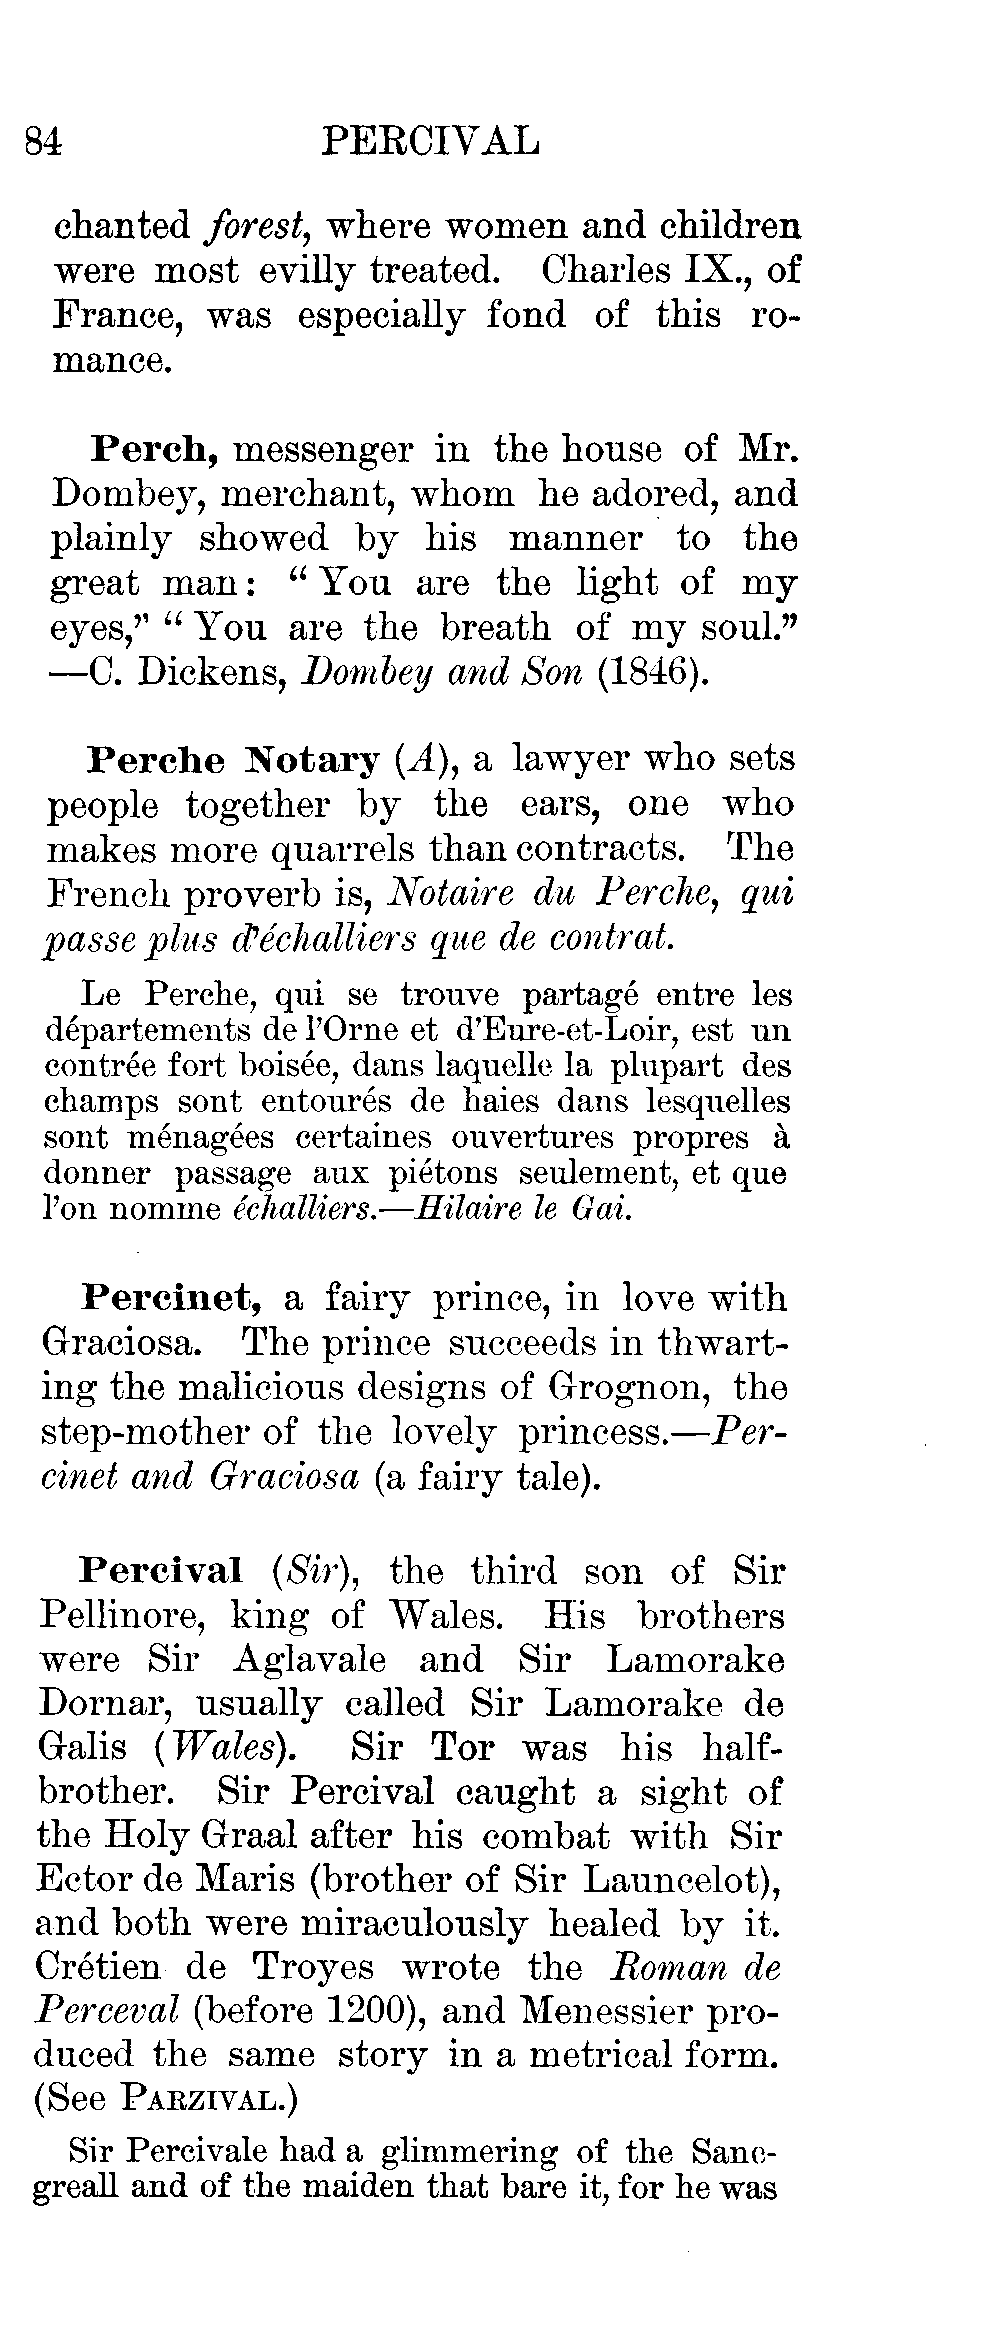 84 PERCIVAL
chanted forest, where women and children
were most evilly treated. Charles IX., of
France, was especially fond of this ro-
mance.
Perch, messenger in the house of Mr.
Dombey, merchant, whom he adored, and
plainly showed by his manner to the
great man: “ You are the light of my
eyes,” “ You are the breath of my soul.”
—C. Dickens, Dombey and Son (1846).
Perche Notary (A), a lawyer who sets
people together by the ears, one who
makes more quarrels than contracts. The
French proverb is, Notaire du Perche, qui
passe plus d'échalliers que de contrat.
Le Perche, qui se trouve partagé entre les
départements de l'Orne et d'Eure-et-Loir, est un
contrée fort boisée, dans laquelle la plupart des
champs sont entourés de haies dans lesquelles
sont ménagées certaines ouvertures propres à
donner passage aux piétons seulement, et que
l'on nomme échalliers.—Hilaire le Gai.
Percinet, a fairy prince, in love with
Graciosa. The prince succeeds in thwart-
ing the malicious designs of Grognon, the
step-mother of the lovely princess.—Per-
cinet and Graciosa (a fairy tale).
Percival (Sir), the third son of Sir
Pellinore, king of Wales. His brothers
were Sir Aglavale and Sir Lamorake
Dornar, usually called Sir Lamorake de
Galis (Wales). Sir Tor was his half-
brother. Sir Percival caught a sight of
the Holy Graal after his combat with Sir
Ector de Maris (brother of Sir Launcelot),
and both were miraculously healed by it.
Crétien de Troyes wrote the Roman de
Perceval (before 1200), and Menessier pro-
duced the same story in a metrical form.
(See PARZIVAL.)
Sir Percivale had a glimmering of the Sanc-
greall and of the maiden that bare it, for he was